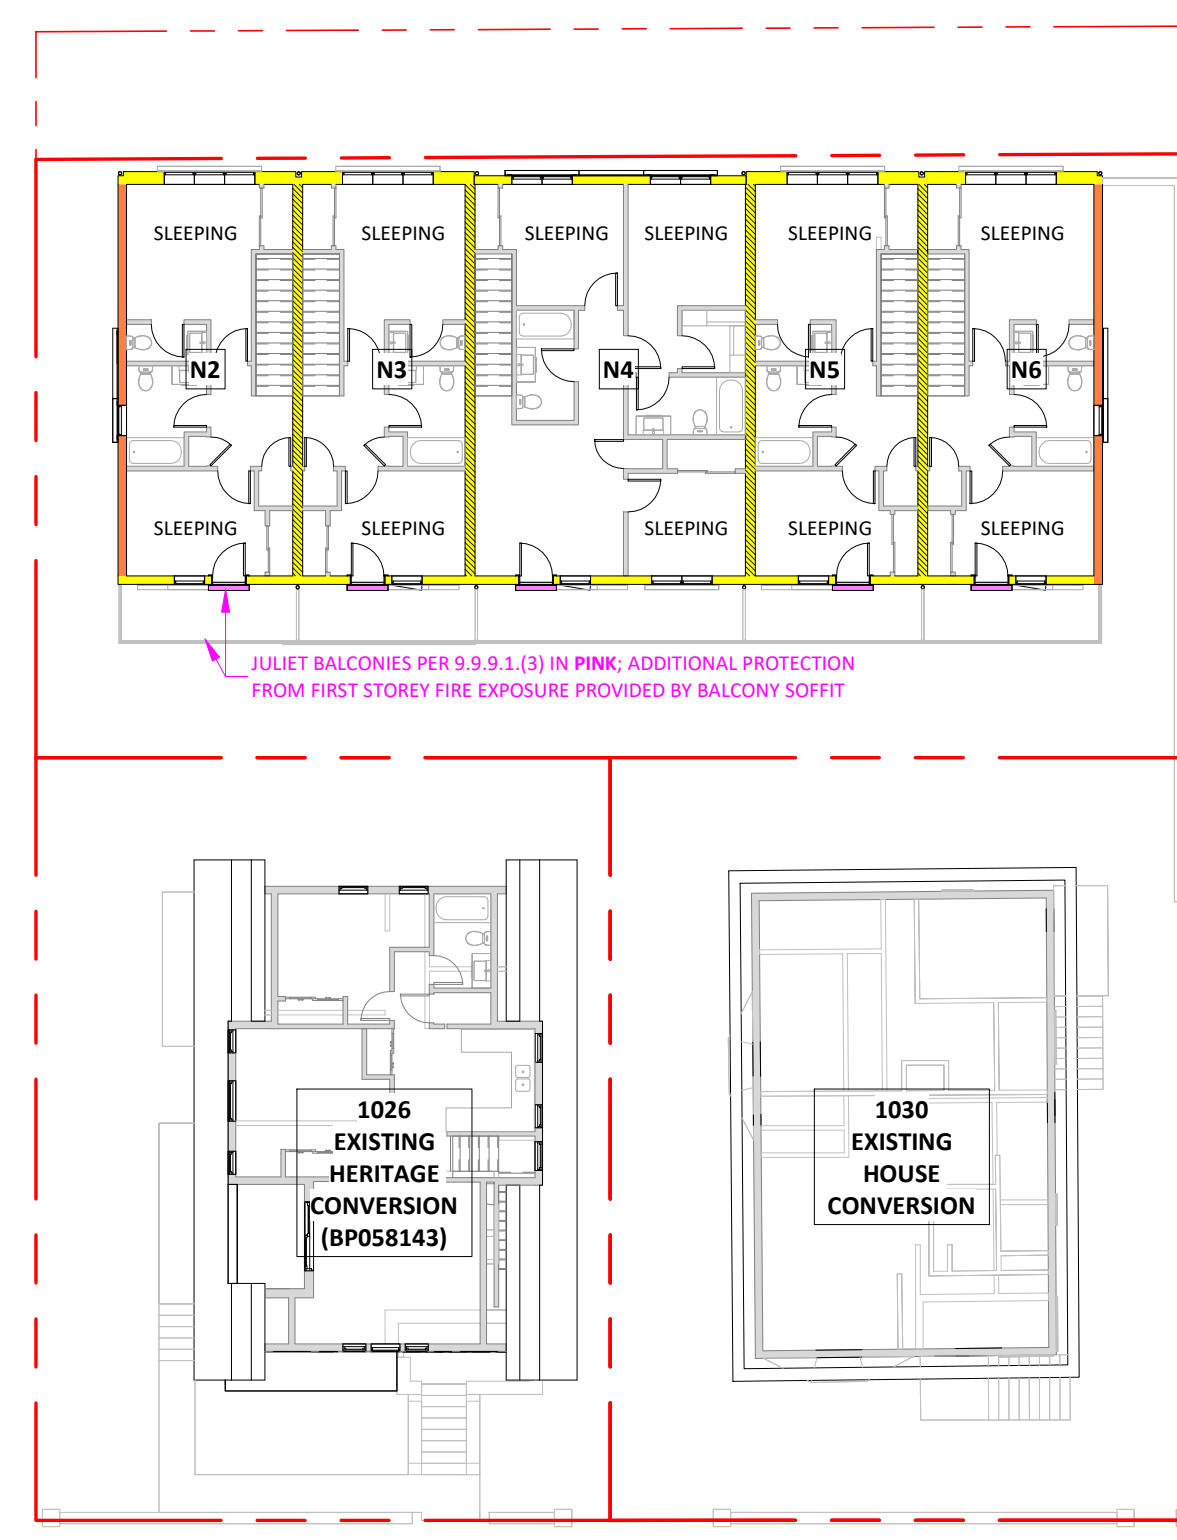 SLEEPING SLEEPING SLEEPING SLEEPING SLEEPING SLEEPING
N2 N3 N4 N5 N6
SLEEPING SLEEPING SLEEPING SLEEPING SLEEPING
JULIET BALCONIES PER 9.9.9.1.(3) IN PINK; ADDITIONAL PROTECTION
FROM FIRST STOREY FIRE EXPOSURE PROVIDED BY BALCONY SOFFIT
1026
EXISTING
HERITAGE
CONVERSION
(BP058143)
1030
EXISTING
HOUSE
CONVERSION